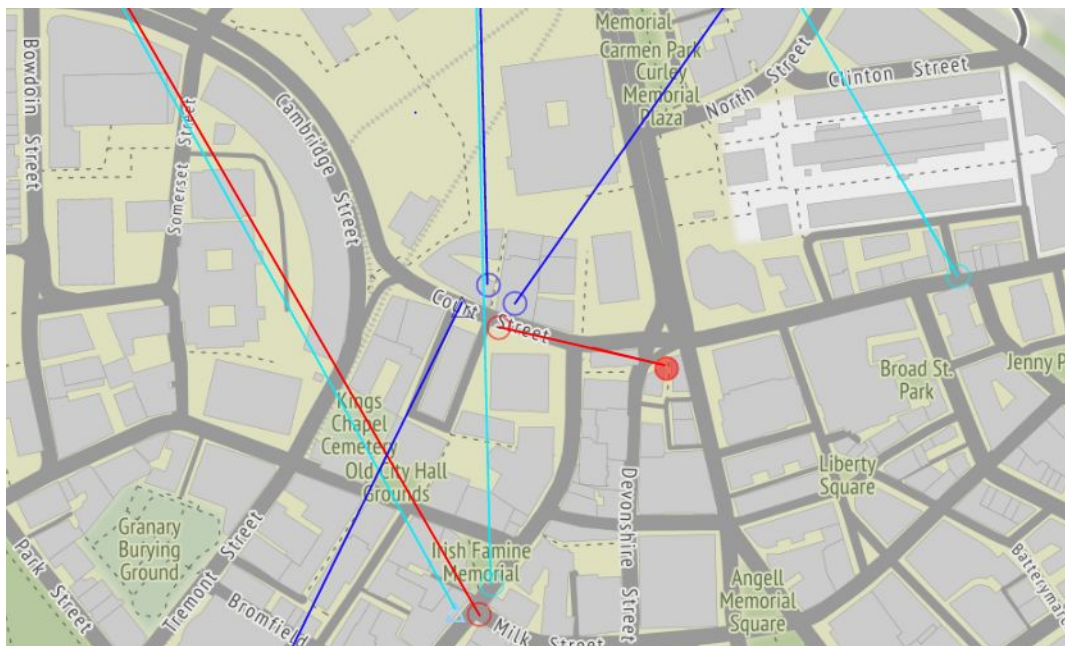 Memorial
Carmen Park
Curley
Memorial
Plaza
North Street
Clinton Street
Bowdoin Street
Somerset Street
Cambridge Street
Court Street
Kings
Chapel
Cemetery
Old City Hall
Grounds
Broad St.
Park
Jenny P
Liberty
Square
Devonshire Street
Granary
Burying
Ground
Irish Famine
Memorial
Angell
Memorial
Square
Park Street
Tremont Street
Bromfield
Milk Street
Batterymar